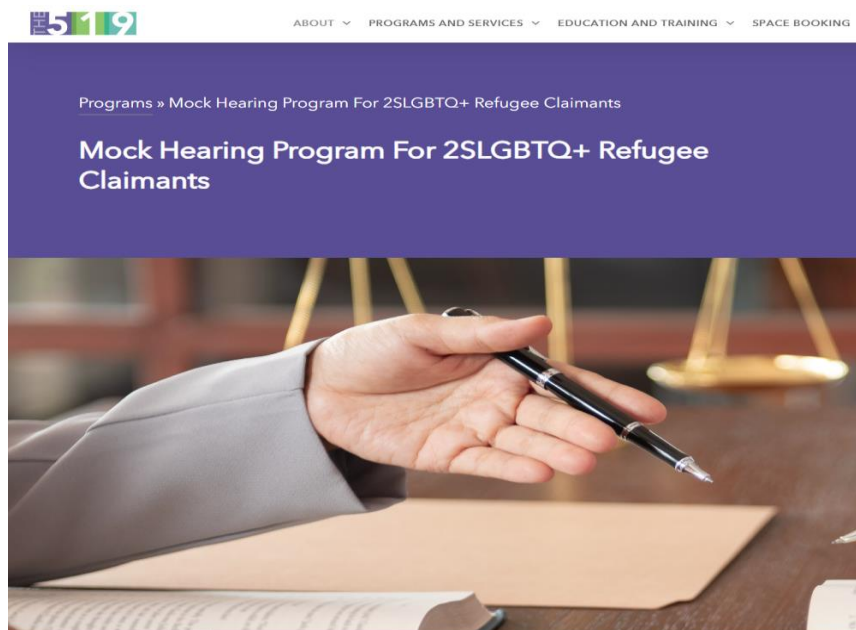 THE 519
ABOUT PROGRAMS AND SERVICES EDUCATION AND TRAINING SPACE BOOKING
Programs » Mock Hearing Program For 2SLGBTQ+ Refugee Claimants
Mock Hearing Program For 2SLGBTQ+ Refugee
Claimants